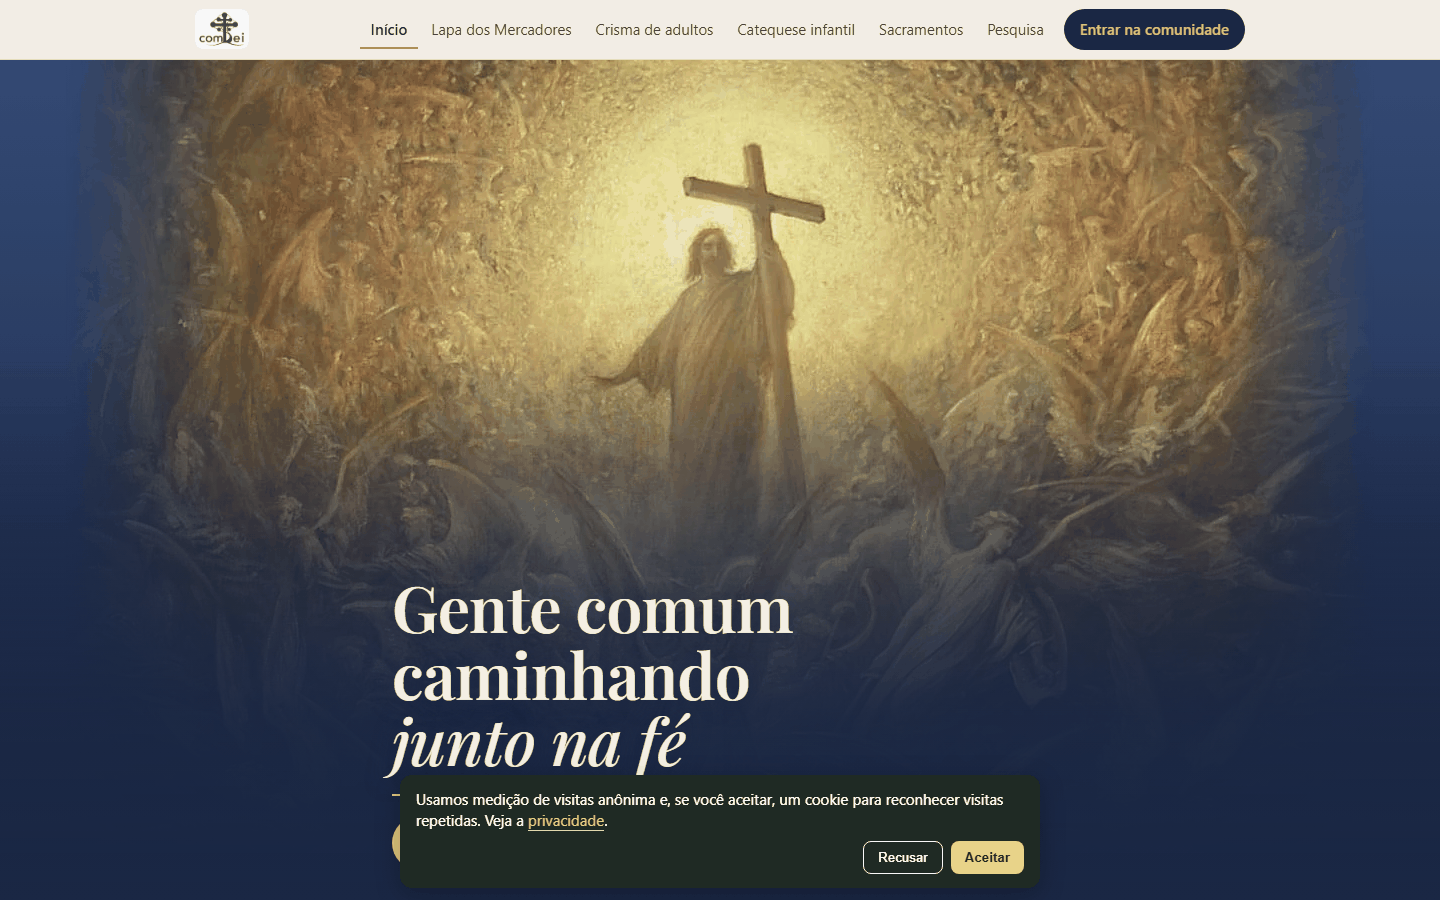 comDei
Início
Lapa dos Mercadores
Crisma de adultos
Catequese infantil
Sacramentos
Pesquisa
Entrar na comunidade
Gente comum
caminhando
junto na fé
Usamos medição de visitas anônima e, se você aceitar, um cookie para reconhecer visitas
repetidas. Veja a privacidade.
Recusar
Aceitar